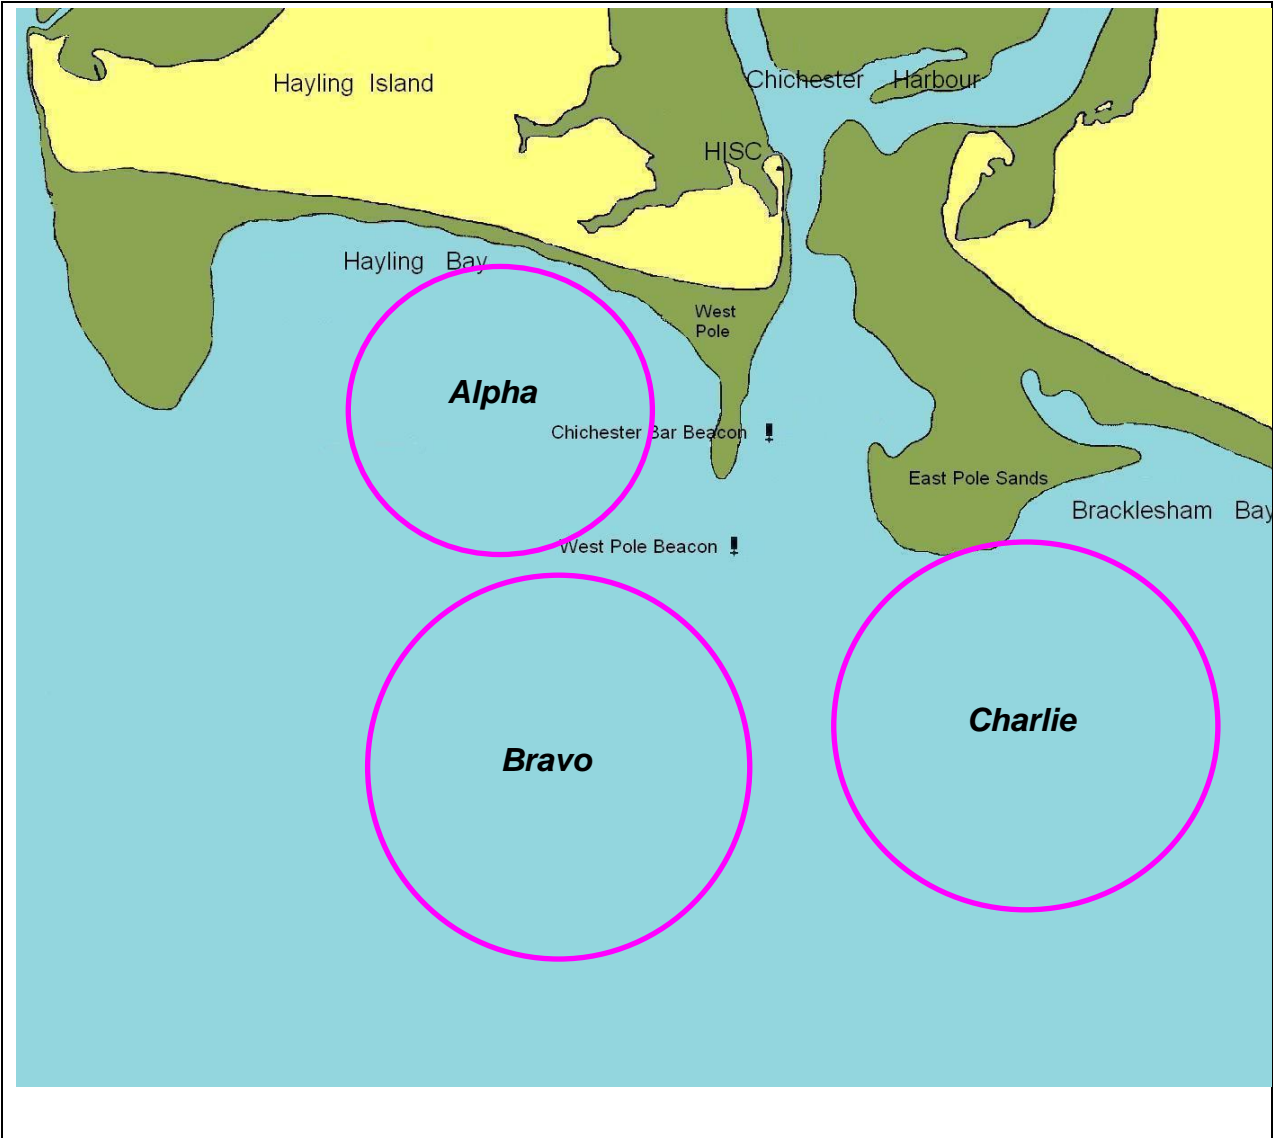 Hayling Island
Chichester Harbour
HISC
Hayling Bay
West
Pole
Alpha
Chichester Bar Beacon
East Pole Sands
Bracklesham Bay
West Pole Beacon
Charlie
Bravo